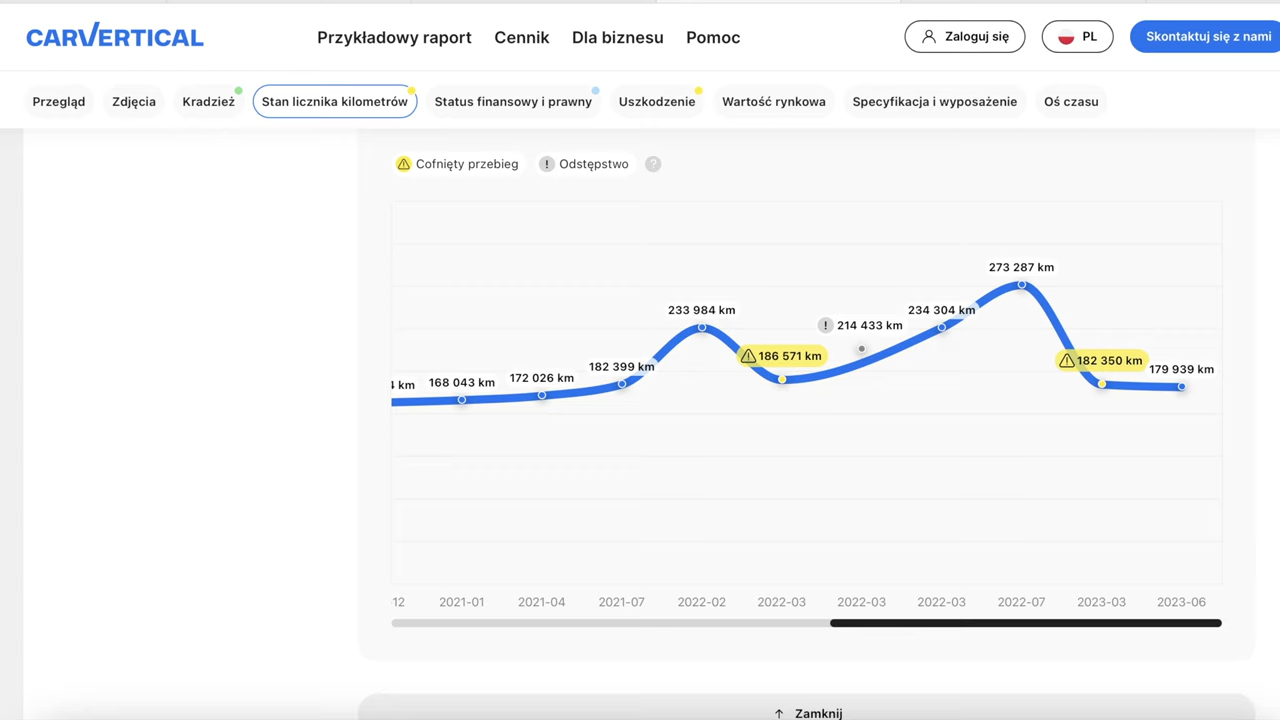 CARVERTICAL
Przykładowy raport Cennik Dla biznesu Pomoc
Zaloguj się PL Skontaktuj się z nami
Przegląd Zdjęcia Kradzież Stan licznika kilometrów Status finansowy i prawny Uszkodzenie Wartość rynkowa Specyfikacja i wyposażenie Oś czasu
Cofnięty przebieg ! Odstępstwo ?
273 287 km
233 984 km 234 304 km
! 214 433 km
186 571 km 182 350 km
182 399 km 179 939 km
4 km 168 043 km 172 026 km
-12 2021-01 2021-04 2021-07 2022-02 2022-03 2022-03 2022-03 2022-07 2023-03 2023-06
↑ Zamknij